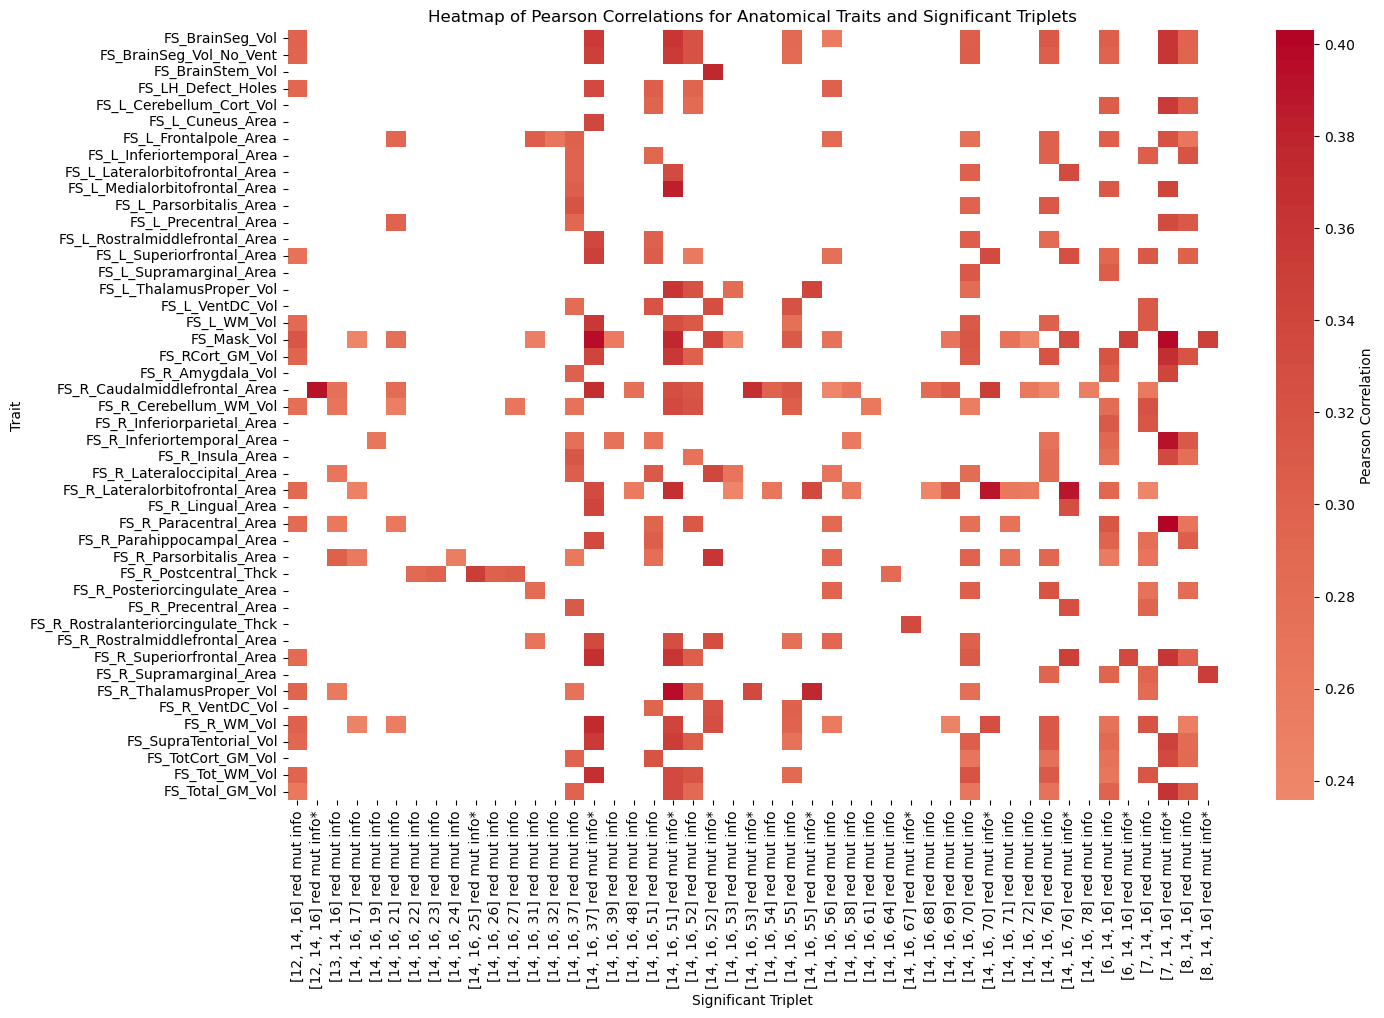 Heatmap of Pearson Correlations for Anatomical Traits and Significant Triplets
Trait
FS_BrainSeg_Vol
FS_BrainSeg_Vol_No_Vent
FS_BrainStem_Vol
FS_LH_Defect_Holes
FS_L_Cerebellum_Cort_Vol
FS_L_Cuneus_Area
FS_L_Frontalpole_Area
FS_L_Inferiortemporal_Area
FS_L_Lateralorbitofrontal_Area
FS_L_Medialorbitofrontal_Area
FS_L_Parsorbitalis_Area
FS_L_Precentral_Area
FS_L_Rostralmiddlefrontal_Area
FS_L_Superiorfrontal_Area
FS_L_Supramarginal_Area
FS_L_ThalamusProper_Vol
FS_L_VentDC_Vol
FS_L_WM_Vol
FS_Mask_Vol
FS_RCort_GM_Vol
FS_R_Amygdala_Vol
FS_R_Caudalmiddlefrontal_Area
FS_R_Cerebellum_WM_Vol
FS_R_Inferiorparietal_Area
FS_R_Inferiortemporal_Area
FS_R_Insula_Area
FS_R_Lateraloccipital_Area
FS_R_Lateralorbitofrontal_Area
FS_R_Lingual_Area
FS_R_Paracentral_Area
FS_R_Parahippocampal_Area
FS_R_Parsorbitalis_Area
FS_R_Postcentral_Thck
FS_R_Posteriorcingulate_Area
FS_R_Precentral_Area
FS_R_Rostralanteriorcingulate_Thck
FS_R_Rostralmiddlefrontal_Area
FS_R_Superiorfrontal_Area
FS_R_Supramarginal_Area
FS_R_ThalamusProper_Vol
FS_R_VentDC_Vol
FS_R_WM_Vol
FS_SupraTentorial_Vol
FS_TotCort_GM_Vol
FS_Tot_WM_Vol
FS_Total_GM_Vol
[12, 14, 16] red mut info
[12, 14, 16] red mut info*
[13, 14, 16] red mut info
[14, 16, 17] red mut info
[14, 16, 19] red mut info
[14, 16, 21] red mut info
[14, 16, 22] red mut info
[14, 16, 23] red mut info
[14, 16, 24] red mut info
[14, 16, 25] red mut info*
[14, 16, 26] red mut info
[14, 16, 27] red mut info
[14, 16, 31] red mut info
[14, 16, 32] red mut info
[14, 16, 37] red mut info
[14, 16, 37] red mut info*
[14, 16, 39] red mut info
[14, 16, 48] red mut info
[14, 16, 51] red mut info
[14, 16, 51] red mut info*
[14, 16, 52] red mut info
[14, 16, 52] red mut info*
[14, 16, 53] red mut info
[14, 16, 53] red mut info*
[14, 16, 54] red mut info
[14, 16, 55] red mut info
[14, 16, 55] red mut info*
[14, 16, 56] red mut info
[14, 16, 58] red mut info
[14, 16, 61] red mut info
[14, 16, 64] red mut info
[14, 16, 67] red mut info*
[14, 16, 68] red mut info
[14, 16, 69] red mut info
[14, 16, 70] red mut info
[14, 16, 70] red mut info*
[14, 16, 71] red mut info
[14, 16, 72] red mut info
[14, 16, 76] red mut info
[14, 16, 76] red mut info*
[14, 16, 78] red mut info
[6, 14, 16] red mut info
[6, 14, 16] red mut info*
[7, 14, 16] red mut info
[7, 14, 16] red mut info*
[8, 14, 16] red mut info
[8, 14, 16] red mut info*
Significant Triplet
0.40
0.38
0.36
0.34
0.32
0.30
0.28
0.26
0.24
Pearson Correlation